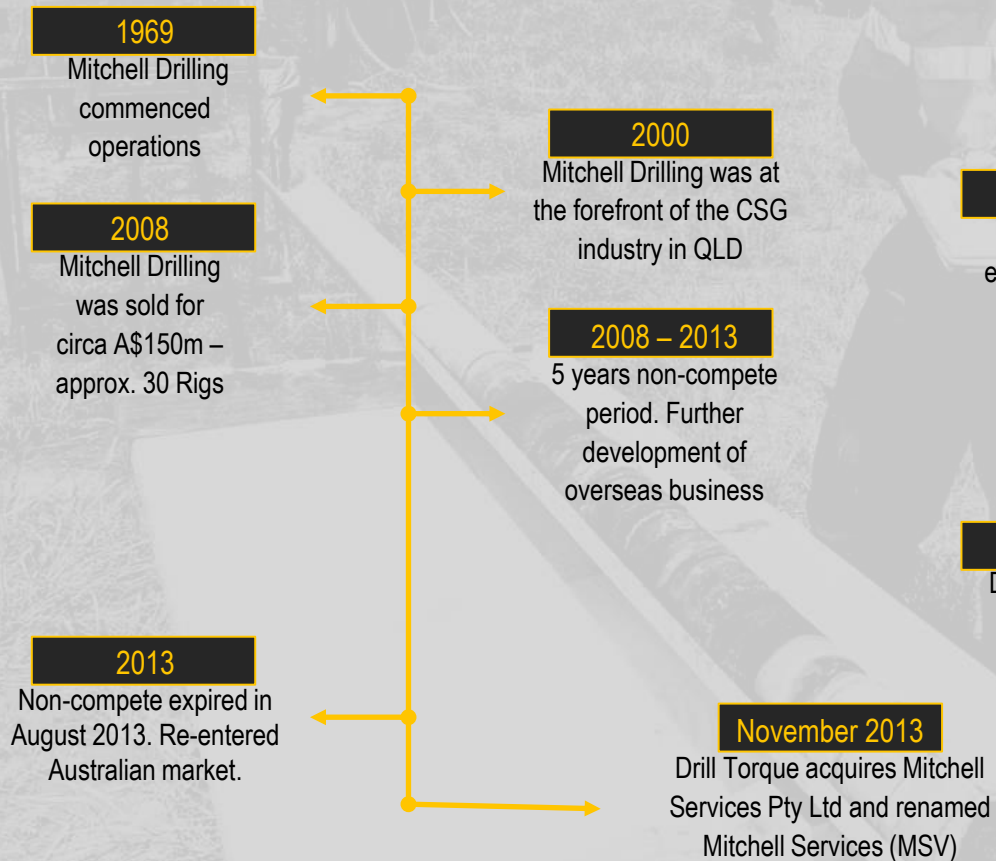 1969
Mitchell Drilling
commenced
operations
2000
Mitchell Drilling was at
the forefront of the CSG
industry in QLD
2008
Mitchell Drilling
was sold for
circa A$150m –
approx. 30 Rigs
2008 – 2013
5 years non-compete
period. Further
development of
overseas business
2013
Non-compete expired in
August 2013. Re-entered
Australian market.
November 2013
Drill Torque acquires Mitchell
Services Pty Ltd and renamed
Mitchell Services (MSV)